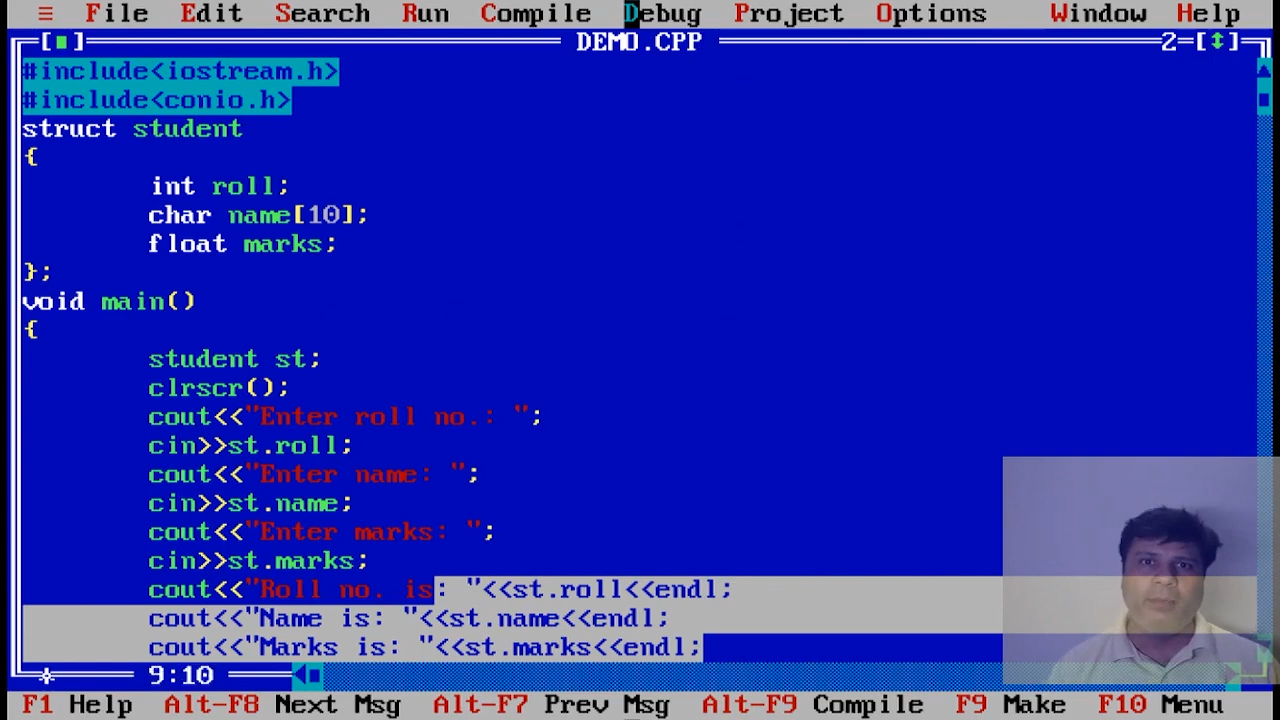 ≡ File Edit Search Run Compile Debug Project Options Window Help
[■] DEMO.CPP 2=[↕]
#include<iostream.h>
#include<conio.h>
struct student
{
int roll;
char name[10];
float marks;
};
void main()
{
student st;
clrscr();
cout<<"Enter roll no.: ";
cin>>st.roll;
cout<<"Enter name: ";
cin>>st.name;
cout<<"Enter marks: ";
cin>>st.marks;
cout<<"Roll no. is: "<<st.roll<<endl;
cout<<"Name is: "<<st.name<<endl;
cout<<"Marks is: "<<st.marks<<endl;
9:10
F1 Help Alt-F8 Next Msg Alt-F7 Prev Msg Alt-F9 Compile F9 Make F10 Menu